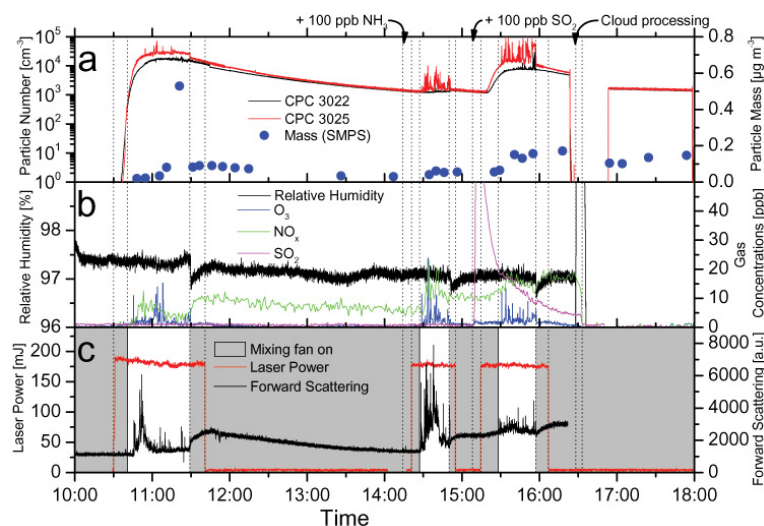 + 100 ppb NH3 + 100 ppb SO2 Cloud processing
a
Particle Number [cm-3]
10^5
10^4
10^3
10^2
10^1
10^0
CPC 3022
CPC 3025
Mass (SMPS)
0.8
0.6
0.4
0.2
0.0
Particle Mass [µg m-3]
b
Relative Humidity [%]
98
97
96
Relative Humidity
O3
NOx
SO2
40
30
20
10
0
Gas
Concentrations [ppb]
c
Laser Power [mJ]
200
150
100
50
0
Mixing fan on
Laser Power
Forward Scattering
8000
6000
4000
2000
0
Forward Scattering [a.u.]
10:00 11:00 12:00 13:00 14:00 15:00 16:00 17:00 18:00
Time